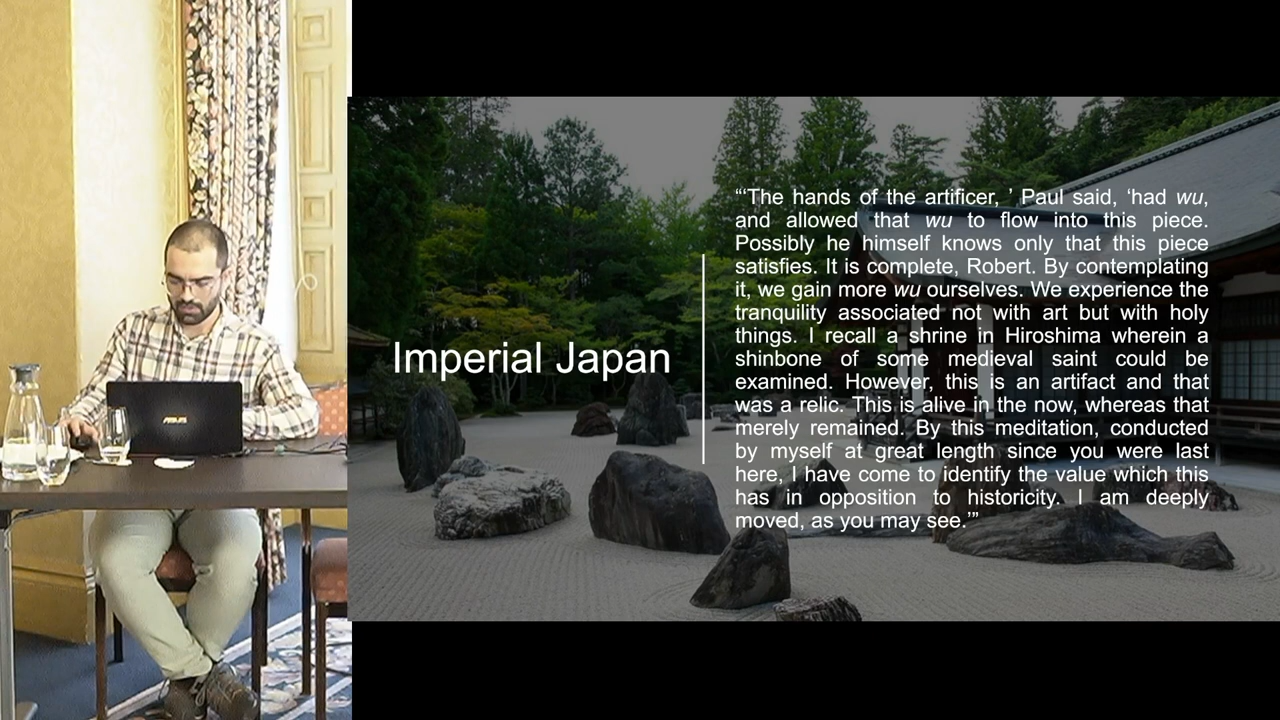 Imperial Japan
“‘The hands of the artificer, ’ Paul said, ‘had wu,
and allowed that wu to flow into this piece.
Possibly he himself knows only that this piece
satisfies. It is complete, Robert. By contemplating
it, we gain more wu ourselves. We experience the
tranquility associated not with art but with holy
things. I recall a shrine in Hiroshima wherein a
shinbone of some medieval saint could be
examined. However, this is an artifact and that
was a relic. This is alive in the now, whereas that
merely remained. By this meditation, conducted
by myself at great length since you were last
here, I have come to identify the value which this
has in opposition to historicity. I am deeply
moved, as you may see.’”
ASUS